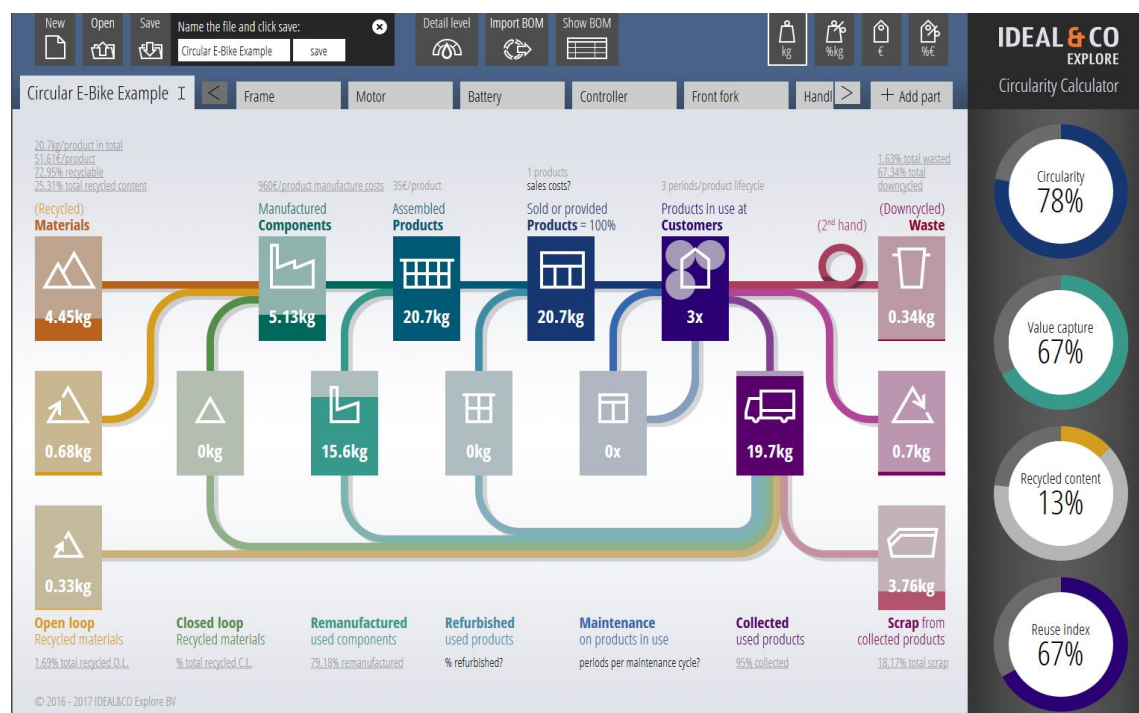 New
Open
Save
Name the file and click save:
Circular E-Bike Example
save
Detail level
Import BOM
Show BOM
kg
%kg
€
%€
IDEAL & CO
EXPLORE
Circularity Calculator
Circular E-Bike Example
<
Frame
Motor
Battery
Controller
Front fork
Handl
>
+ Add part
20.7kg/product in total
51.61€/product
72.95% recyclable
25.31% total recycled content
960€/product manufacture costs
35€/product
1 products
sales costs?
3 periods/product lifecycle
1.63% total wasted
67.34% total
downcycled
(Recycled)
Materials
Manufactured
Components
Assembled
Products
Sold or provided
Products = 100%
Products in use at
Customers
(2nd hand)
(Downcycled)
Waste
4.45kg
5.13kg
20.7kg
20.7kg
3x
0.34kg
0.68kg
0kg
15.6kg
0kg
0x
19.7kg
0.7kg
0.33kg
3.76kg
Open loop
Recycled materials
1.69% total recycled O.L.
Closed loop
Recycled materials
% total recycled C.L.
Remanufactured
used components
79.18% remanufactured
Refurbished
used products
% refurbished?
Maintenance
on products in use
periods per maintenance cycle?
Collected
used products
95% collected
Scrap from
collected products
18.17% total scrap
© 2016 - 2017 IDEAL&CO Explore BV
Circularity
78%
Value capture
67%
Recycled content
13%
Reuse index
67%